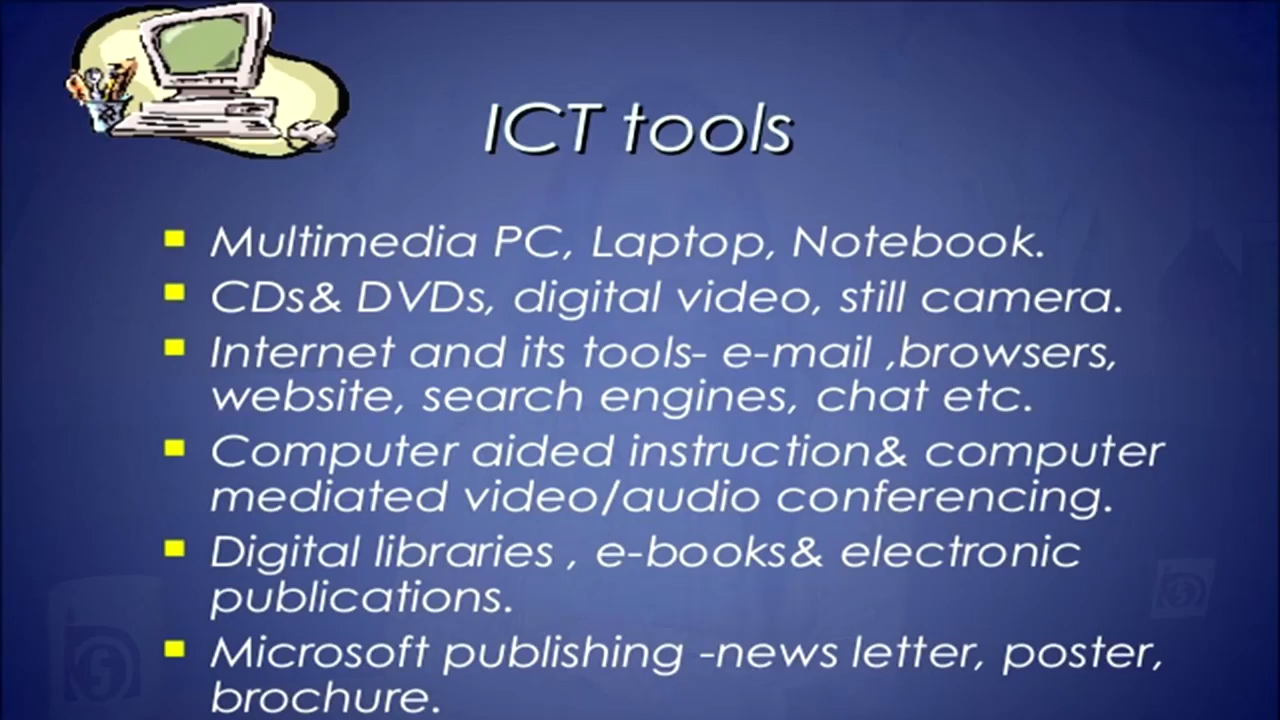 ICT tools
Multimedia PC, Laptop, Notebook.
CDs& DVDs, digital video, still camera.
Internet and its tools- e-mail ,browsers,
website, search engines, chat etc.
Computer aided instruction& computer
mediated video/audio conferencing.
Digital libraries , e-books& electronic
publications.
Microsoft publishing -news letter, poster,
brochure.